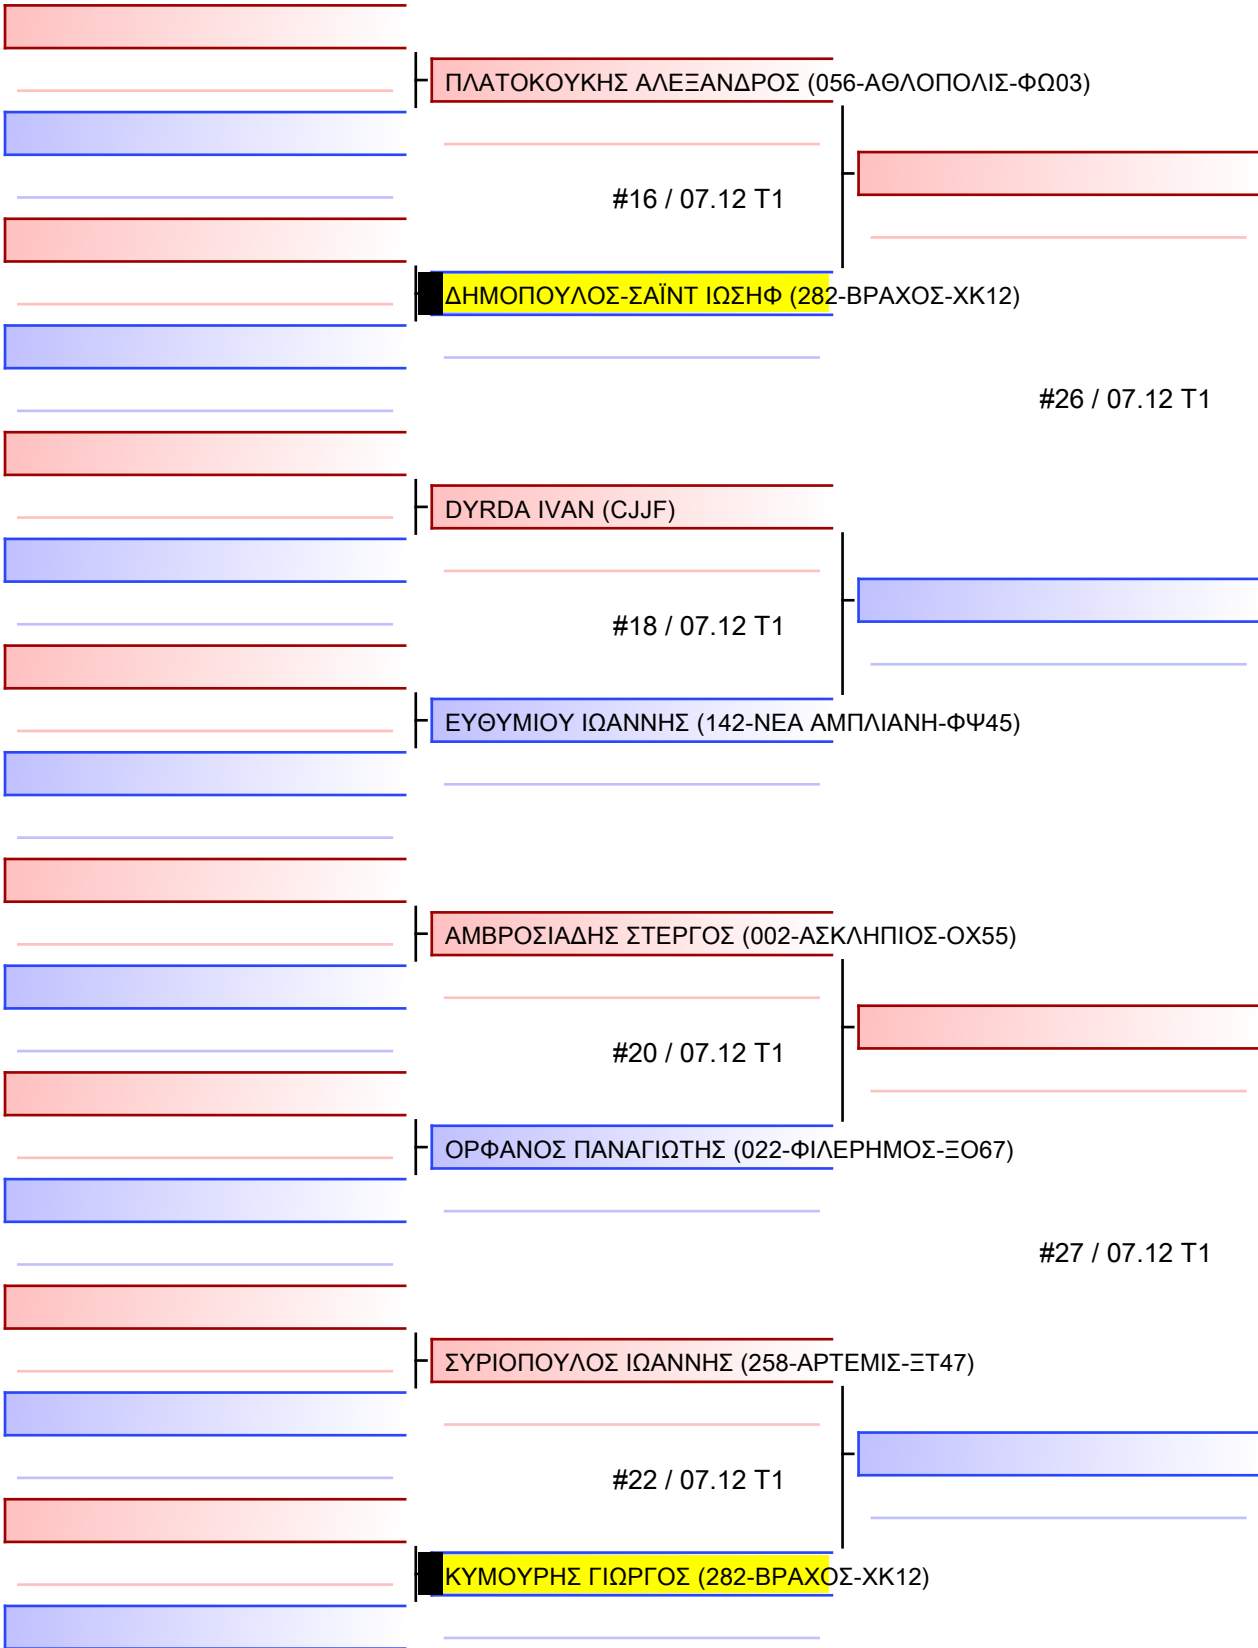 ΠΛΑΤΟΚΟΥΚΗΣ ΑΛΕΞΑΝΔΡΟΣ (056-ΑΘΛΟΠΟΛΙΣ-ΦΩ03)
#16 / 07.12 T1
ΔΗΜΟΠΟΥΛΟΣ-ΣΑΪΝΤ ΙΩΣΗΦ (282-ΒΡΑΧΟΣ-ΧΚ12)
#26 / 07.12 T1
DYRDA IVAN (CJJF)
#18 / 07.12 T1
ΕΥΘΥΜΙΟΥ ΙΩΑΝΝΗΣ (142-ΝΕΑ ΑΜΠΛΙΑΝΗ-ΦΨ45)
ΑΜΒΡΟΣΙΑΔΗΣ ΣΤΕΡΓΟΣ (002-ΑΣΚΛΗΠΙΟΣ-ΟΧ55)
#20 / 07.12 T1
ΟΡΦΑΝΟΣ ΠΑΝΑΓΙΩΤΗΣ (022-ΦΙΛΕΡΗΜΟΣ-ΞΟ67)
#27 / 07.12 T1
ΣΥΡΙΟΠΟΥΛΟΣ ΙΩΑΝΝΗΣ (258-ΑΡΤΕΜΙΣ-ΞΤ47)
#22 / 07.12 T1
ΚΥΜΟΥΡΗΣ ΓΙΩΡΓΟΣ (282-ΒΡΑΧΟΣ-ΧΚ12)